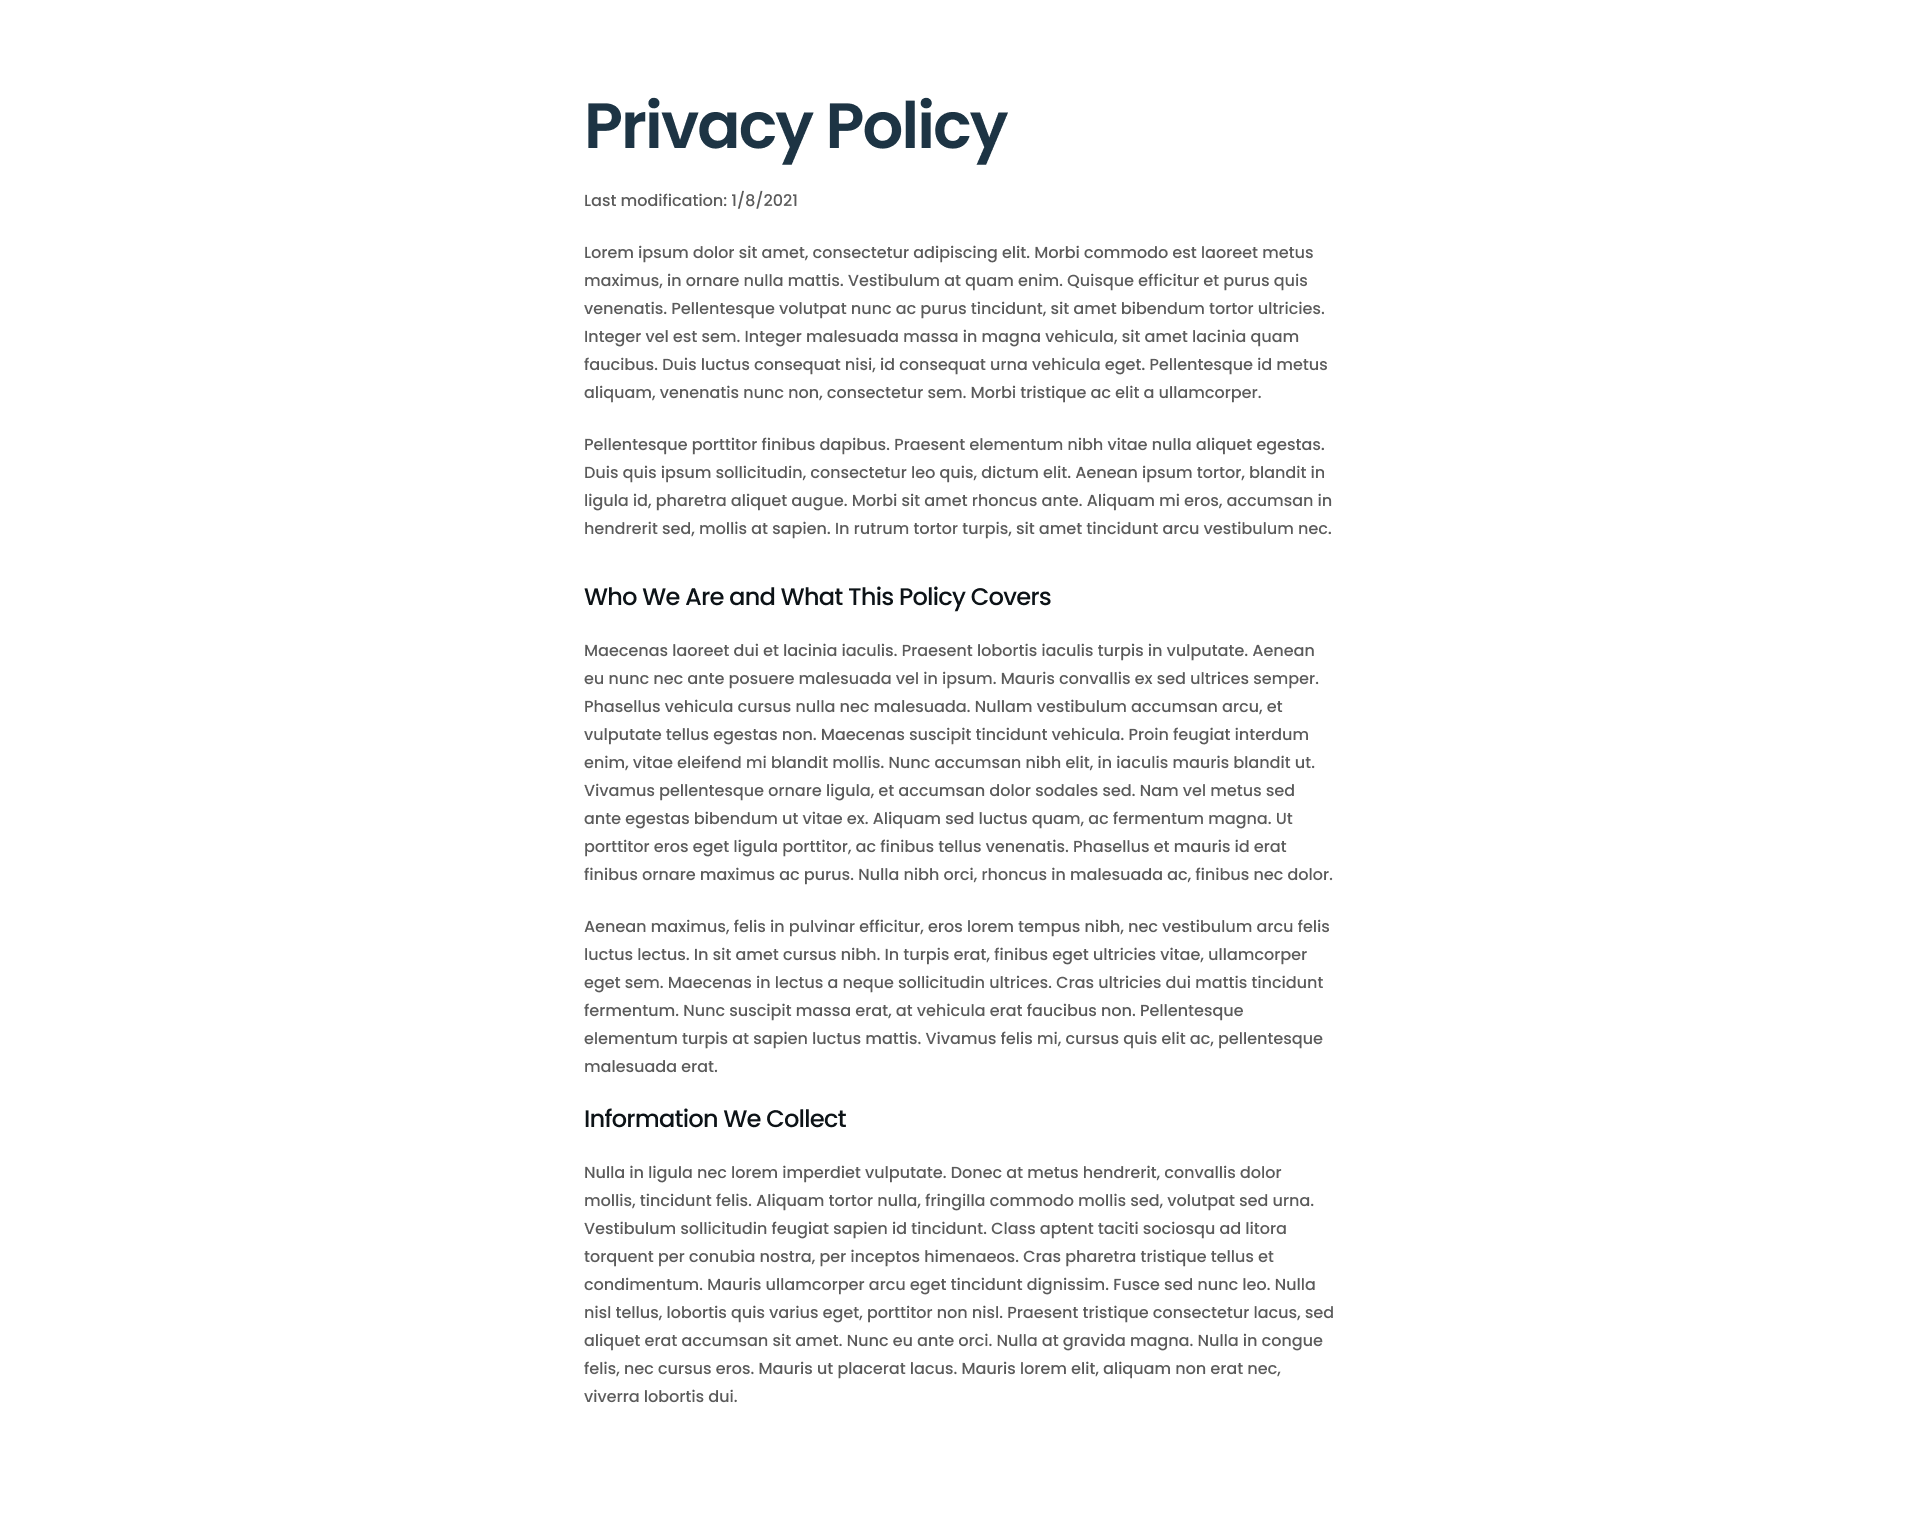 Privacy Policy
Last modification: 1/8/2021
Lorem ipsum dolor sit amet, consectetur adipiscing elit. Morbi commodo est laoreet metus
maximus, in ornare nulla mattis. Vestibulum at quam enim. Quisque efficitur et purus quis
venenatis. Pellentesque volutpat nunc ac purus tincidunt, sit amet bibendum tortor ultricies.
Integer vel est sem. Integer malesuada massa in magna vehicula, sit amet lacinia quam
faucibus. Duis luctus consequat nisi, id consequat urna vehicula eget. Pellentesque id metus
aliquam, venenatis nunc non, consectetur sem. Morbi tristique ac elit a ullamcorper.
Pellentesque porttitor finibus dapibus. Praesent elementum nibh vitae nulla aliquet egestas.
Duis quis ipsum sollicitudin, consectetur leo quis, dictum elit. Aenean ipsum tortor, blandit in
ligula id, pharetra aliquet augue. Morbi sit amet rhoncus ante. Aliquam mi eros, accumsan in
hendrerit sed, mollis at sapien. In rutrum tortor turpis, sit amet tincidunt arcu vestibulum nec.
Who We Are and What This Policy Covers
Maecenas laoreet dui et lacinia iaculis. Praesent lobortis iaculis turpis in vulputate. Aenean
eu nunc nec ante posuere malesuada vel in ipsum. Mauris convallis ex sed ultrices semper.
Phasellus vehicula cursus nulla nec malesuada. Nullam vestibulum accumsan arcu, et
vulputate tellus egestas non. Maecenas suscipit tincidunt vehicula. Proin feugiat interdum
enim, vitae eleifend mi blandit mollis. Nunc accumsan nibh elit, in iaculis mauris blandit ut.
Vivamus pellentesque ornare ligula, et accumsan dolor sodales sed. Nam vel metus sed
ante egestas bibendum ut vitae ex. Aliquam sed luctus quam, ac fermentum magna. Ut
porttitor eros eget ligula porttitor, ac finibus tellus venenatis. Phasellus et mauris id erat
finibus ornare maximus ac purus. Nulla nibh orci, rhoncus in malesuada ac, finibus nec dolor.
Aenean maximus, felis in pulvinar efficitur, eros lorem tempus nibh, nec vestibulum arcu felis
luctus lectus. In sit amet cursus nibh. In turpis erat, finibus eget ultricies vitae, ullamcorper
eget sem. Maecenas in lectus a neque sollicitudin ultrices. Cras ultricies dui mattis tincidunt
fermentum. Nunc suscipit massa erat, at vehicula erat faucibus non. Pellentesque
elementum turpis at sapien luctus mattis. Vivamus felis mi, cursus quis elit ac, pellentesque
malesuada erat.
Information We Collect
Nulla in ligula nec lorem imperdiet vulputate. Donec at metus hendrerit, convallis dolor
mollis, tincidunt felis. Aliquam tortor nulla, fringilla commodo mollis sed, volutpat sed urna.
Vestibulum sollicitudin feugiat sapien id tincidunt. Class aptent taciti sociosqu ad litora
torquent per conubia nostra, per inceptos himenaeos. Cras pharetra tristique tellus et
condimentum. Mauris ullamcorper arcu eget tincidunt dignissim. Fusce sed nunc leo. Nulla
nisl tellus, lobortis quis varius eget, porttitor non nisl. Praesent tristique consectetur lacus, sed
aliquet erat accumsan sit amet. Nunc eu ante orci. Nulla at gravida magna. Nulla in congue
felis, nec cursus eros. Mauris ut placerat lacus. Mauris lorem elit, aliquam non erat nec,
viverra lobortis dui.